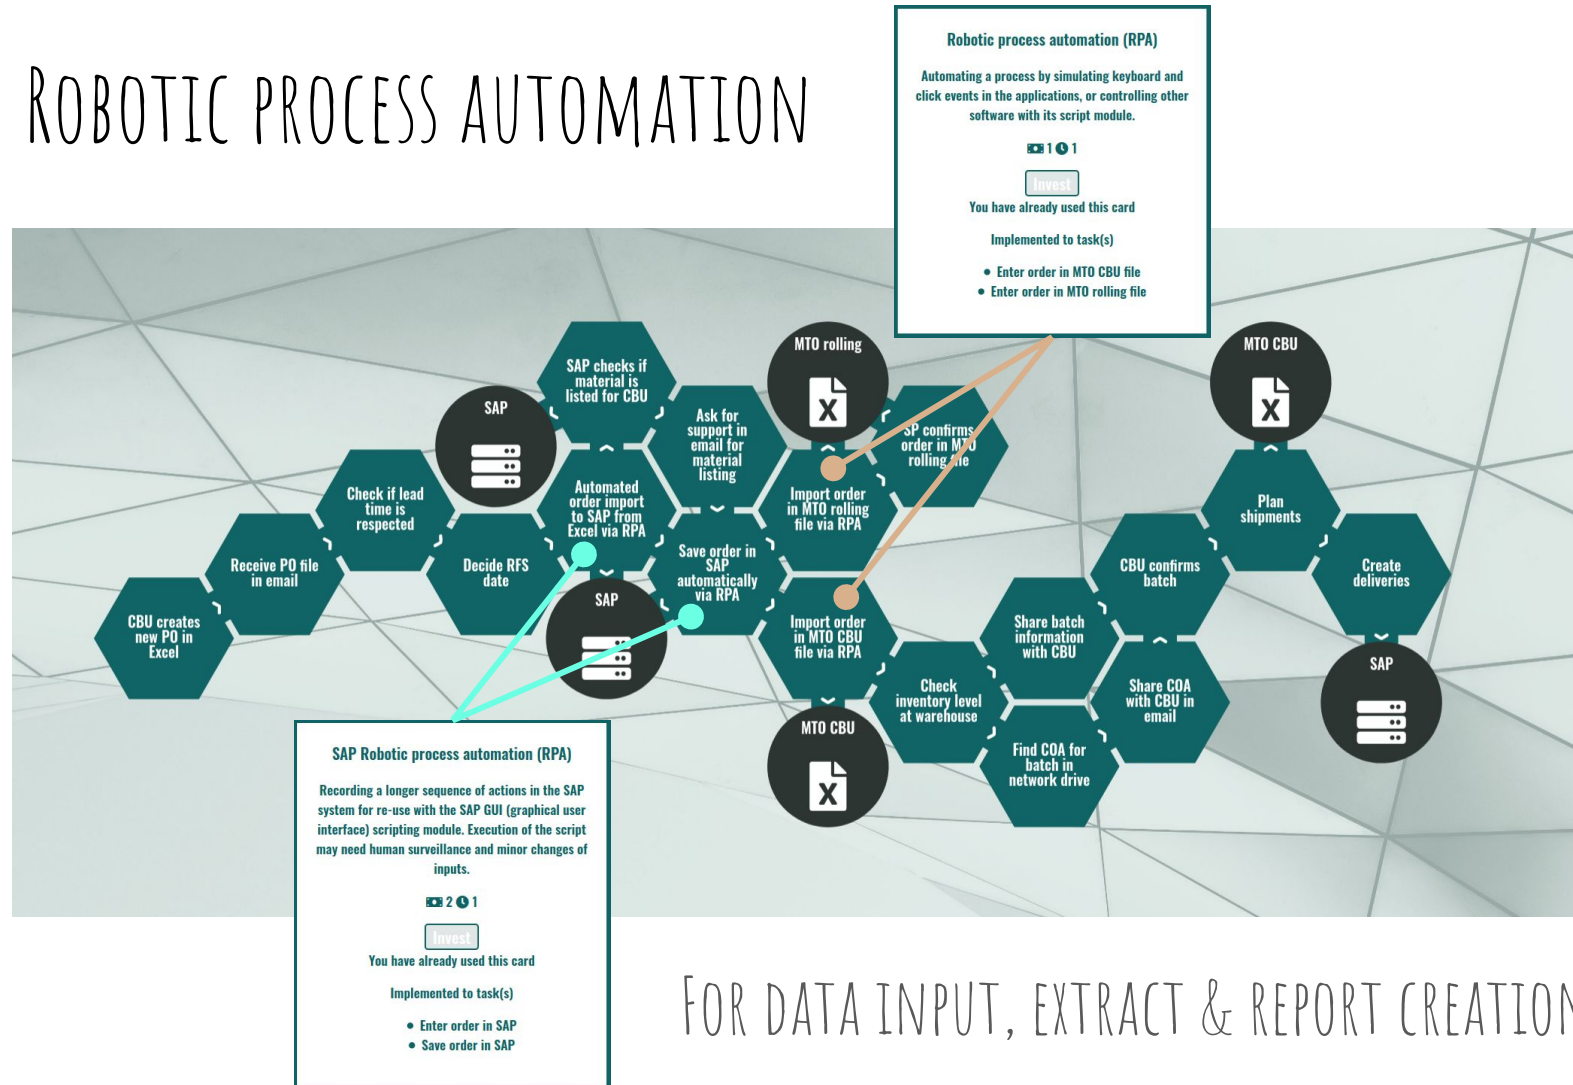 Robotic process automation
Robotic process automation (RPA)
Automating a process by simulating keyboard and
click events in the applications, or controlling other
software with its script module.
1 1
Invest
You have already used this card
Implemented to task(s)
• Enter order in MTO CBU file
• Enter order in MTO rolling file
CBU creates
new PO in
Excel
Receive PO file
in email
Check if lead
time is
respected
SAP
Decide RFS
date
SAP checks if
material is
listed for CBU
Automated
order import
to SAP from
Excel via RPA
SAP
Ask for
support in
email for
material
listing
Save order in
SAP
automatically
via RPA
MTO rolling
X
Import order
in MTO rolling
file via RPA
SP confirms
order in MTO
rolling file
Import order
in MTO CBU
file via RPA
MTO CBU
X
Check
inventory level
at warehouse
Find COA for
batch in
network drive
Share batch
information
with CBU
Share COA
with CBU in
email
CBU confirms
batch
MTO CBU
X
Plan
shipments
Create
deliveries
SAP
SAP Robotic process automation (RPA)
Recording a longer sequence of actions in the SAP
system for re-use with the SAP GUI (graphical user
interface) scripting module. Execution of the script
may need human surveillance and minor changes of
inputs.
2 1
Invest
You have already used this card
Implemented to task(s)
• Enter order in SAP
• Save order in SAP
For data input, extract & report creation